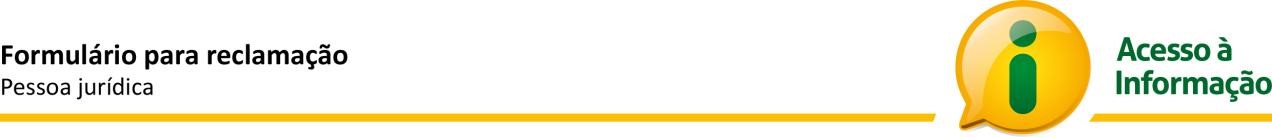 Formulário para reclamação
Pessoa jurídica
Acesso à
Informação